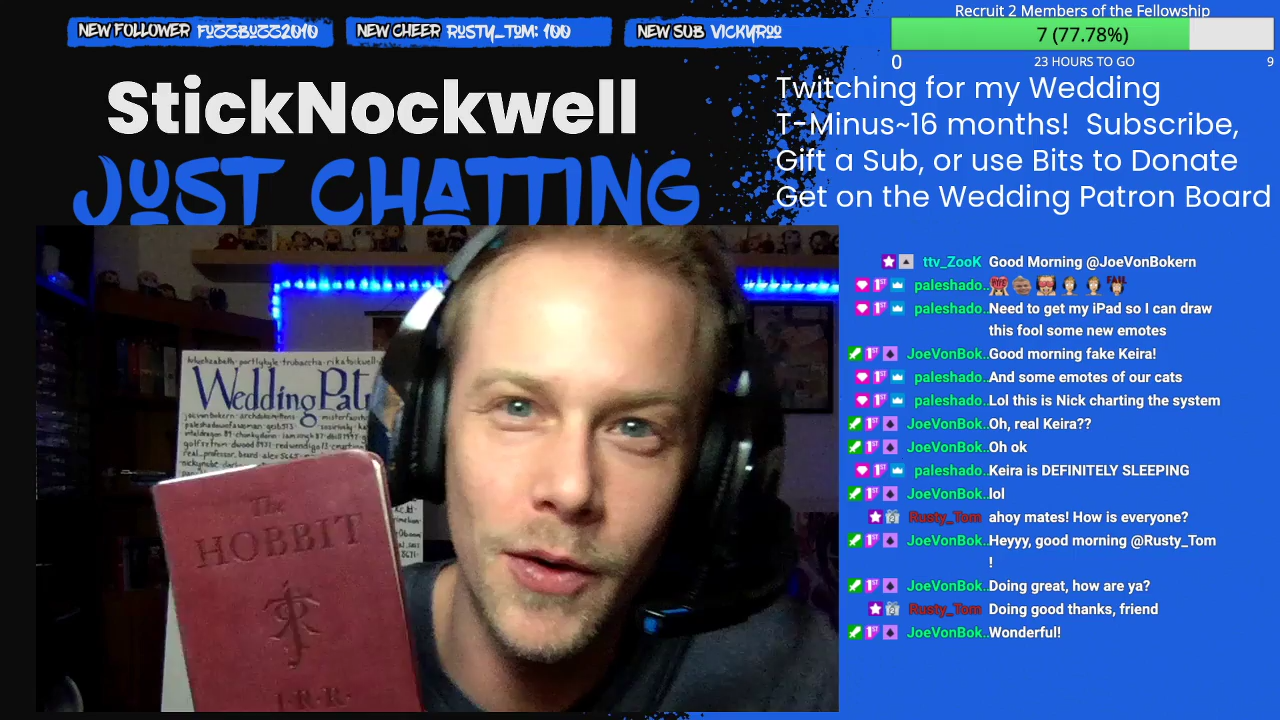 NEW FOLLOWER FUZZBUZZ2010
NEW CHEER RUSTY_TOM: 100
NEW SUB VICKYROO
Recruit 2 Members of the Fellowship
7 (77.78%)
0 23 HOURS TO GO 9
StickNockwell
JUST CHATTING
Twitching for my Wedding
T-Minus~16 months! Subscribe,
Gift a Sub, or use Bits to Donate
Get on the Wedding Patron Board
ttv_ZooK Good Morning @JoeVonBokern
paleshado..
paleshado.. Need to get my iPad so I can draw
this fool some new emotes
JoeVonBok.. Good morning fake Keira!
paleshado.. And some emotes of our cats
paleshado.. Lol this is Nick charting the system
JoeVonBok.. Oh, real Keira??
JoeVonBok.. Oh ok
paleshado.. Keira is DEFINITELY SLEEPING
JoeVonBok.. lol
Rusty_Tom ahoy mates! How is everyone?
JoeVonBok.. Heyyy, good morning @Rusty_Tom
!
JoeVonBok.. Doing great, how are ya?
Rusty_Tom Doing good thanks, friend
JoeVonBok.. Wonderful!
Wedding Pat
The
HOBBIT
J.R.R.